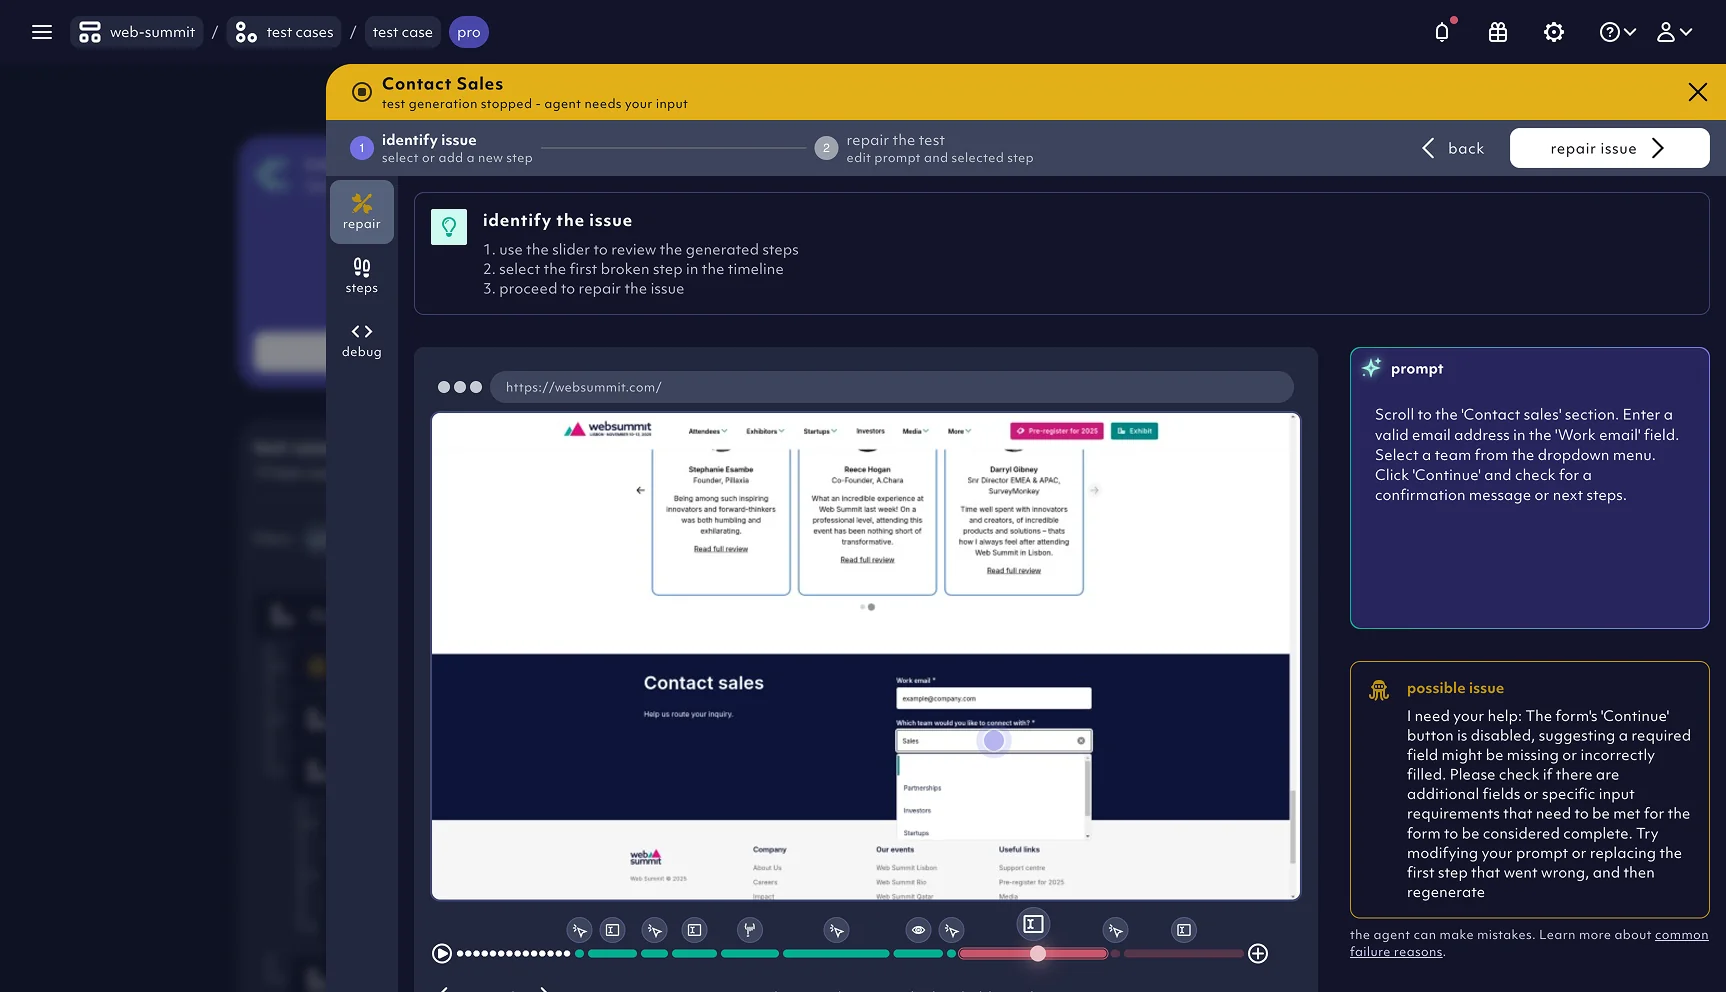 web-summit / test cases / test case pro
Contact Sales
test generation stopped - agent needs your input
1 identify issue
select or add a new step
2 repair the test
edit prompt and selected step
back
repair issue
repair
steps
debug
identify the issue
1. use the slider to review the generated steps
2. select the first broken step in the timeline
3. proceed to repair the issue
https://websummit.com/
websummit
Attendees Exhibitors Startups Investors Media More Pre-register for 2025 Exhibit
Stephanie Esambe
Founder, Pillaxia
Being among such inspiring
innovators and forward-thinkers
was both humbling and
exhilarating.
Read full review
Reece Hogan
Co-Founder, A.Chara
What an incredible experience at
Web Summit last week! On a
professional level, attending this
event has been nothing short of
transformative.
Read full review
Darryl Gibney
Snr Director EMEA & APAC,
SurveyMonkey
Time well spent with innovators
and creators, of incredible
products and solutions – thats
how I always feel after attending
Web Summit in Lisbon.
Read full review
Contact sales
Help us route your inquiry.
Work email *
example@company.com
Which team would you like to connect with? *
Sales
Partnerships
Investors
Startups
web
summit
Web Summit © 2025
Company
About Us
Careers
Impact
Our events
Web Summit Lisbon
Web Summit Rio
Web Summit Qatar
Useful links
Support centre
Pre-register for 2025
Media
prompt
Scroll to the 'Contact sales' section. Enter a
valid email address in the 'Work email' field.
Select a team from the dropdown menu.
Click 'Continue' and check for a
confirmation message or next steps.
possible issue
I need your help: The form's 'Continue'
button is disabled, suggesting a required
field might be missing or incorrectly
filled. Please check if there are
additional fields or specific input
requirements that need to be met for the
form to be considered complete. Try
modifying your prompt or replacing the
first step that went wrong, and then
regenerate
the agent can make mistakes. Learn more about common
failure reasons.